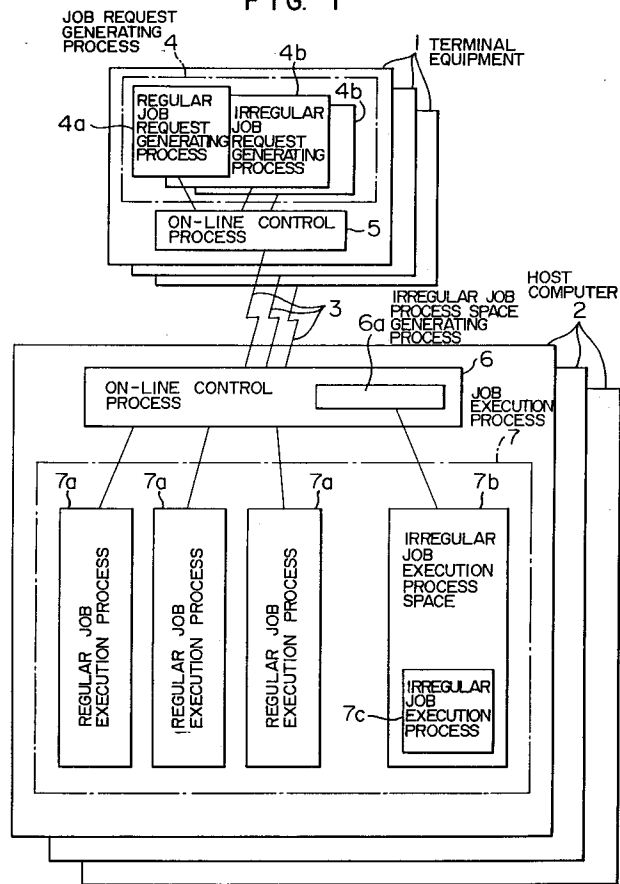 FIG. 1
JOB REQUEST
GENERATING
PROCESS
4
4b
1 TERMINAL
EQUIPMENT
4b
4a
REGULAR
JOB
REQUEST
GENERATING
PROCESS
IRREGULAR
JOB
REQUEST
GENERATING
PROCESS
ON-LINE CONTROL
PROCESS
5
3
IRREGULAR JOB
PROCESS SPACE
GENERATING
PROCESS
6a
HOST
COMPUTER
2
6
ON-LINE CONTROL
PROCESS
JOB
EXECUTION
PROCESS
7
7a
7a
7a
7b
REGULAR JOB
EXECUTION PROCESS
REGULAR JOB
EXECUTION PROCESS
REGULAR JOB
EXECUTION PROCESS
IRREGULAR
JOB
EXECUTION
PROCESS
SPACE
7c
IRREGULAR
JOB
EXECUTION
PROCESS